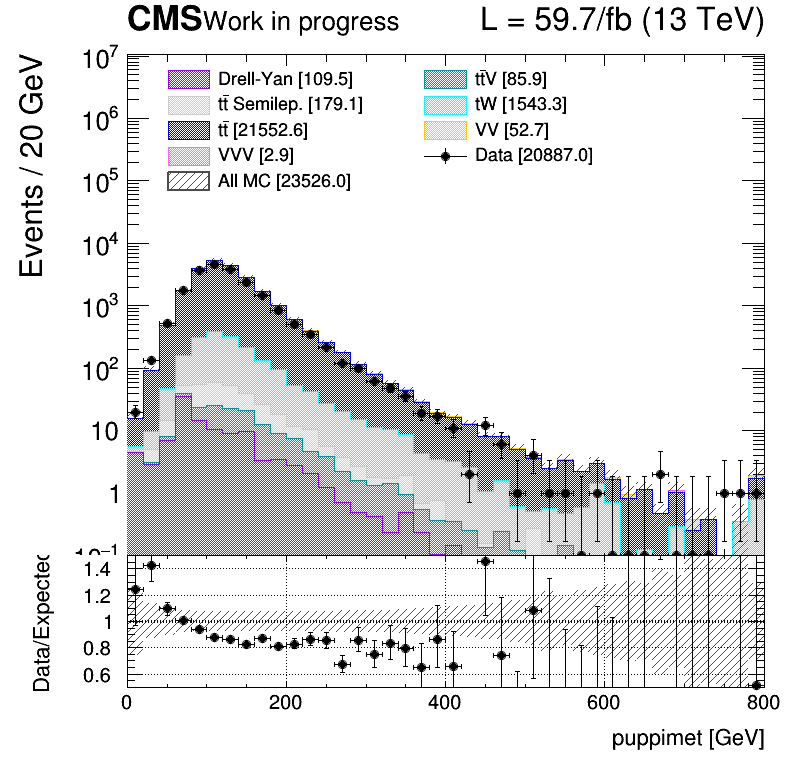 CMS Work in progress L = 59.7/fb (13 TeV)
Events / 20 GeV
10⁷
10⁶
10⁵
10⁴
10³
10²
10
1
10⁻¹
Drell-Yan [109.5]
tt̄ Semilep. [179.1]
tt̄ [21552.6]
VVV [2.9]
All MC [23526.0]
tt̄V [85.9]
tW [1543.3]
VV [52.7]
Data [20887.0]
Data/Expected
1.4
1.2
1
0.8
0.6
0 200 400 600 800
puppimet [GeV]